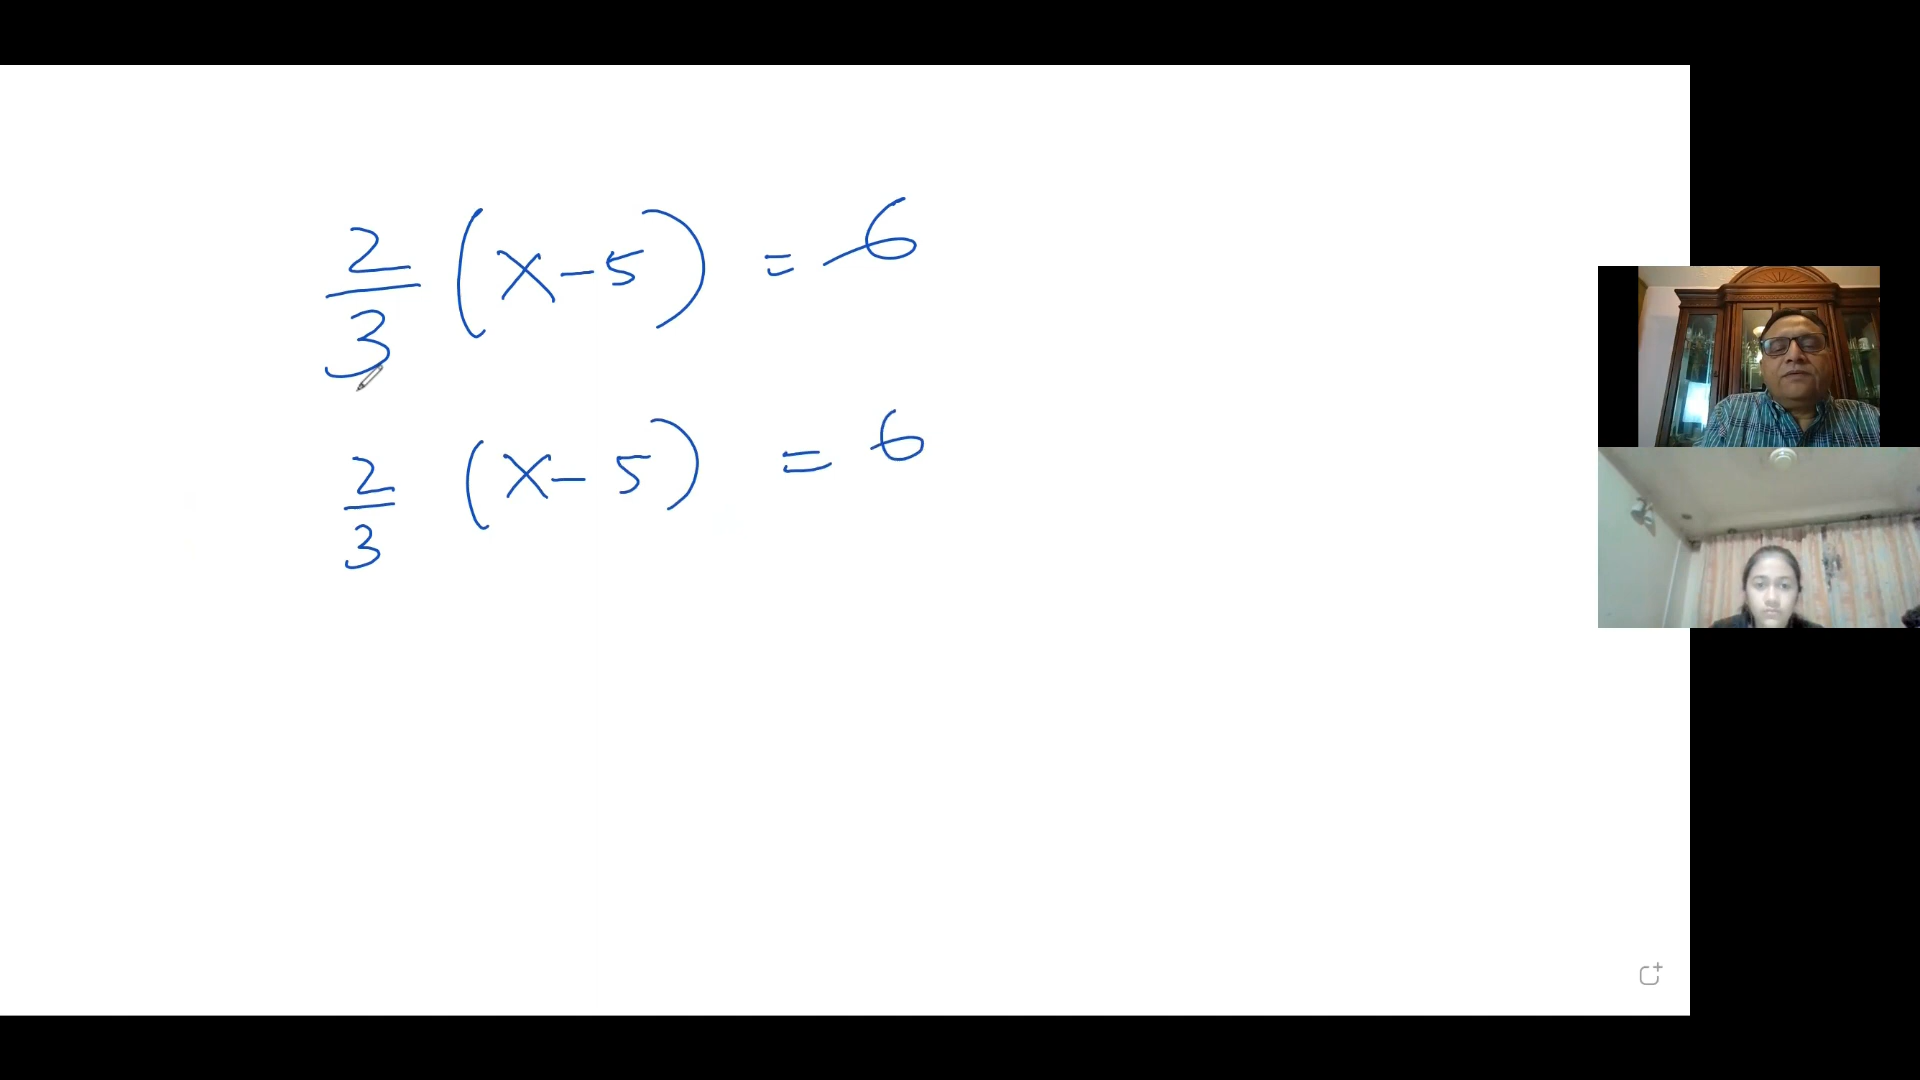 2/3 (x-5) = 6
2/3 (x-5) = 6